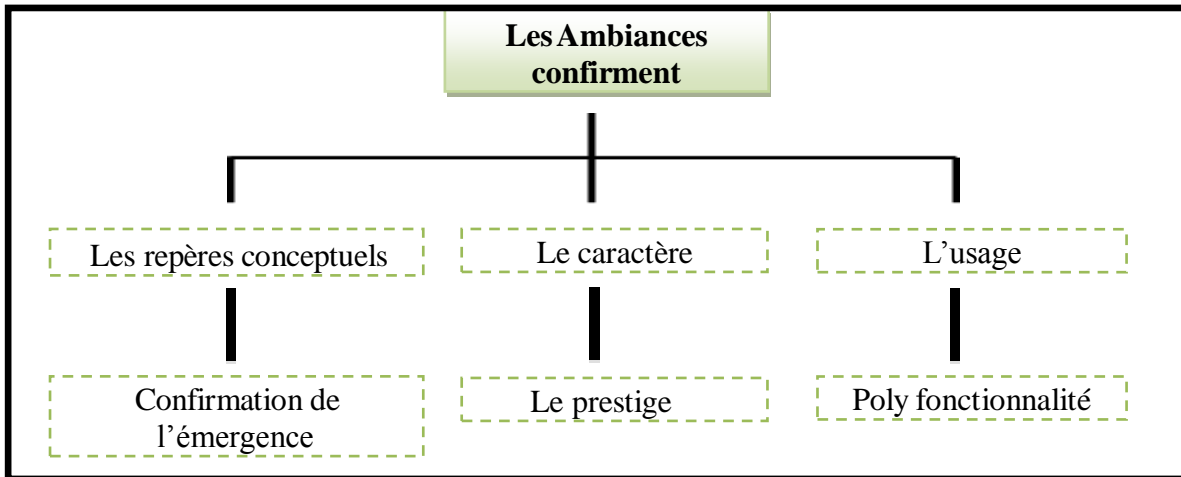 Les Ambiances
confirment
Les repères conceptuels
Le caractère
L’usage
Confirmation de
l’émergence
Le prestige
Poly fonctionnalité